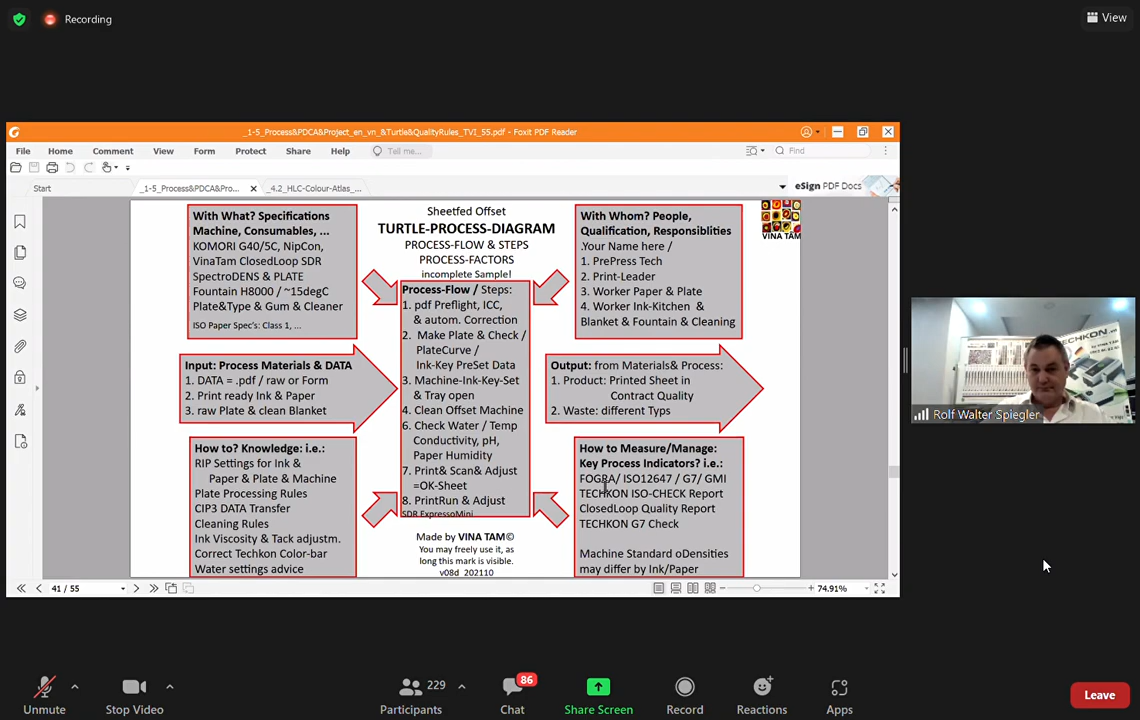 Recording
View
_1-5_Process&PDCA&Project_en_vn_&Turtle&QualityRules_TVI_55.pdf - Foxit PDF Reader
File Home Comment View Form Protect Share Help Tell me... Find
Start _1-5_Process&PDCA&Pro... _4.2_HLC-Colour-Atlas_... eSign PDF Docs
With What? Specifications
Machine, Consumables, ...
KOMORI G40/5C, NipCon,
VinaTam ClosedLoop SDR
SpectroDENS & PLATE
Fountain H8000 / ~15degC
Plate&Type & Gum & Cleaner
ISO Paper Spec's: Class 1, ...
Sheetfed Offset
TURTLE-PROCESS-DIAGRAM
PROCESS-FLOW & STEPS
PROCESS-FACTORS
incomplete Sample!
With Whom? People,
Qualification, Responsiblities
.Your Name here /
1. PrePress Tech
2. Print-Leader
3. Worker Paper & Plate
4. Worker Ink-Kitchen &
Blanket & Fountain & Cleaning
VINA TAM
Process-Flow / Steps:
1. pdf Preflight, ICC,
& autom. Correction
2. Make Plate & Check /
PlateCurve /
Ink-Key PreSet Data
3. Machine-Ink-Key-Set
& Tray open
4. Clean Offset Machine
6. Check Water / Temp
Conductivity, pH,
Paper Humidity
7. Print& Scan& Adjust
=OK-Sheet
8. PrintRun & Adjust
SDR ExpressoMini
Input: Process Materials & DATA
1. DATA = .pdf / raw or Form
2. Print ready Ink & Paper
3. raw Plate & clean Blanket
Output: from Materials& Process:
1. Product: Printed Sheet in
Contract Quality
2. Waste: different Typs
How to? Knowledge: i.e.:
RIP Settings for Ink &
Paper & Plate & Machine
Plate Processing Rules
CIP3 DATA Transfer
Cleaning Rules
Ink Viscosity & Tack adjustm.
Correct Techkon Color-bar
Water settings advice
How to Measure/Manage:
Key Process Indicators? i.e.:
FOGRA/ ISO12647 / G7/ GMI
TECHKON ISO-CHECK Report
ClosedLoop Quality Report
TECHKON G7 Check
Machine Standard oDensities
may differ by Ink/Paper
Made by VINA TAM©
You may freely use it, as
long this mark is visible.
v08d 202110
41 / 55
74.91%
TECHKON
Rolf Walter Spiegler
Unmute
Stop Video
Participants 229
Chat 86
Share Screen
Record
Reactions
Apps
Leave